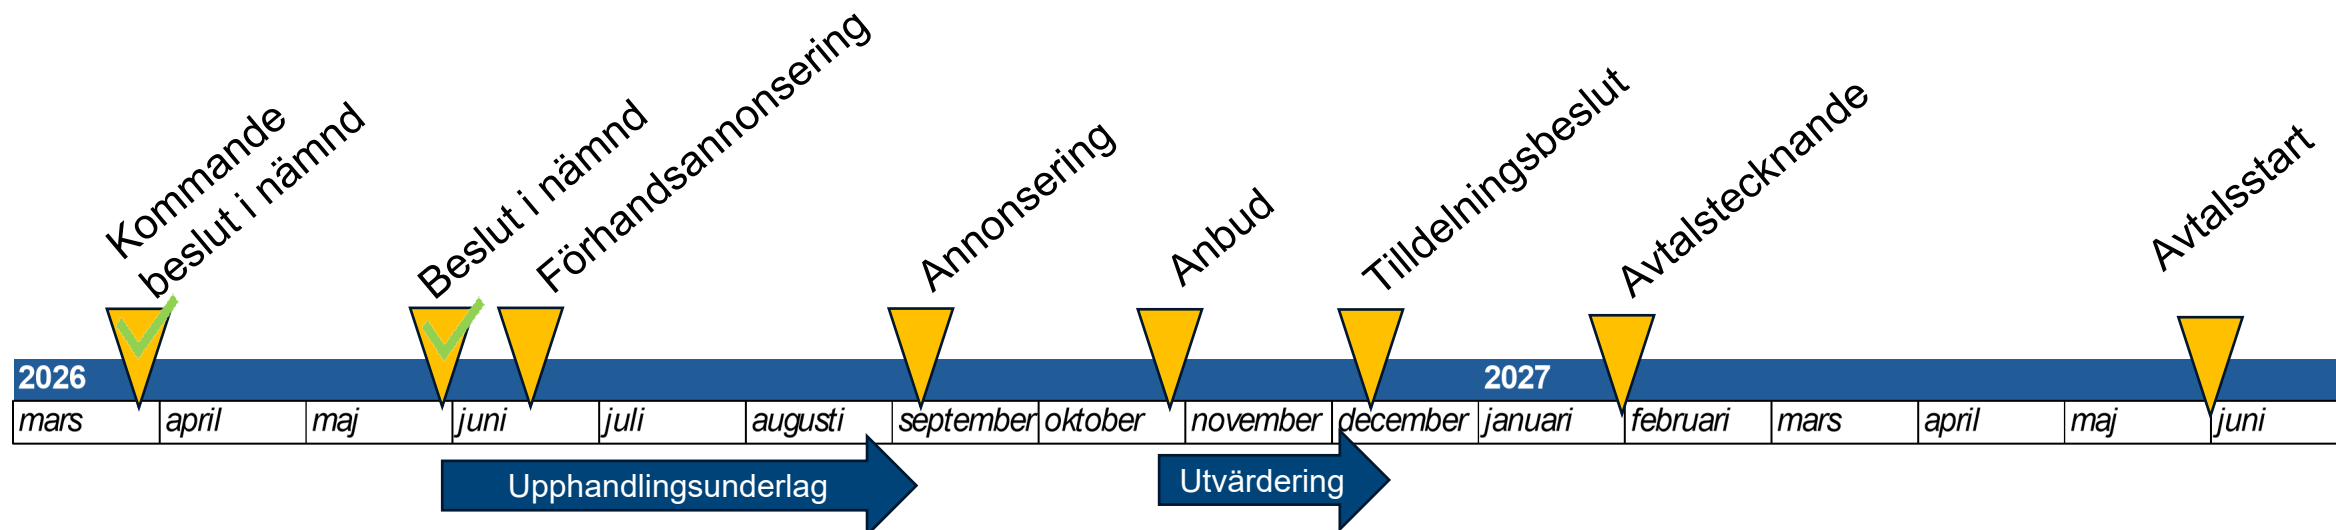 Kommande
beslut i nämnd
Beslut i nämnd
Förhandsannonsering
Annonsering
Anbud
Tilldelningsbeslut
Avtalstecknande
Avtalsstart
2026
2027
mars
april
maj
juni
juli
augusti
september
oktober
november
december
januari
februari
mars
april
maj
juni
Upphandlingsunderlag
Utvärdering